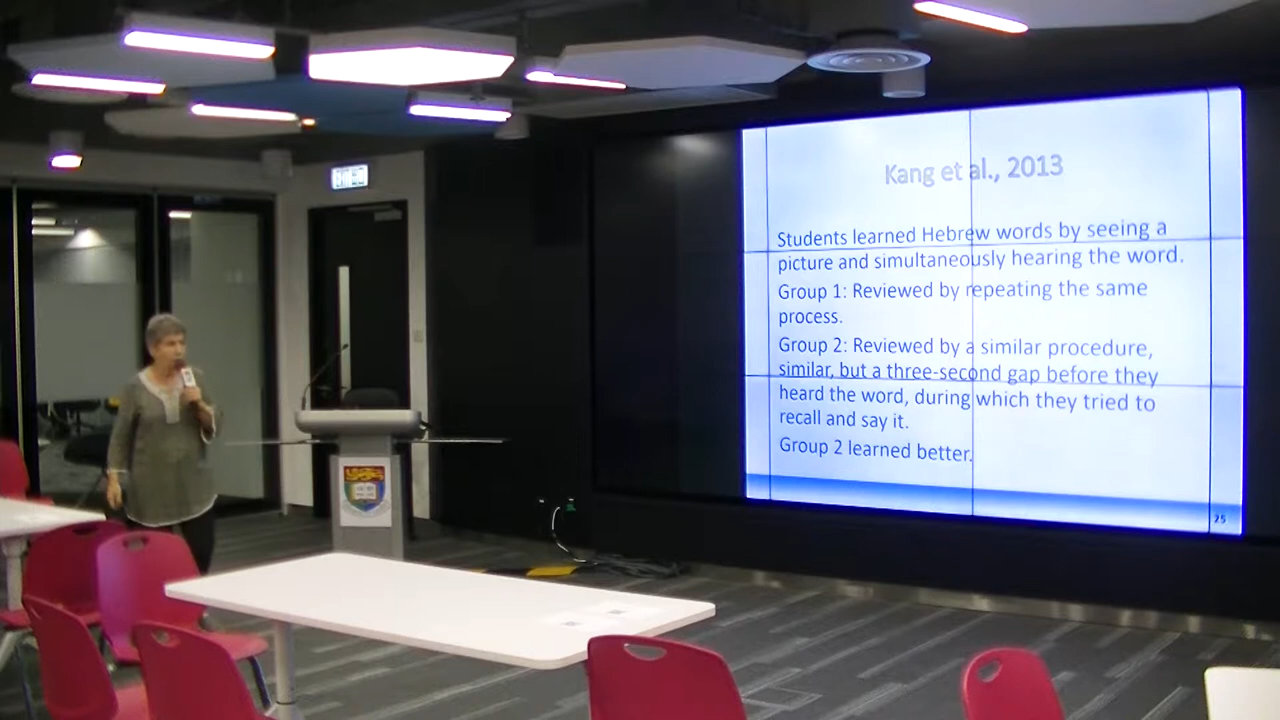 Kang et al., 2013
Students learned Hebrew words by seeing a
picture and simultaneously hearing the word.
Group 1: Reviewed by repeating the same
process.
Group 2: Reviewed by a similar procedure,
similar, but a three-second gap before they
heard the word, during which they tried to
recall and say it.
Group 2 learned better.
25